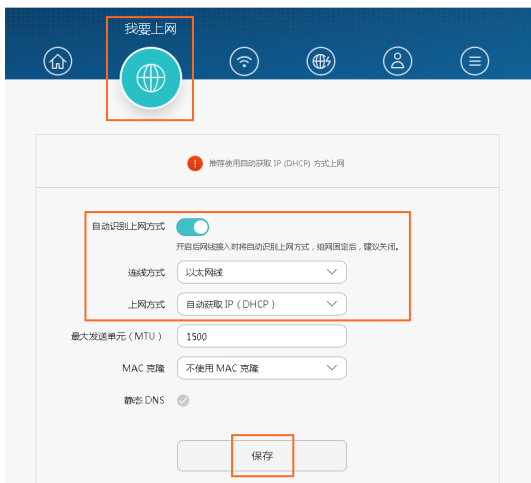 我要上网
! 推荐使用自动获取 IP (DHCP) 方式上网
自动识别上网方式
开启后网线接入时将自动识别上网方式，组网固定后，建议关闭。
连线方式 以太网线
上网方式 自动获取 IP（DHCP）
最大发送单元（MTU） 1500
MAC 克隆 不使用 MAC 克隆
静态 DNS
保存